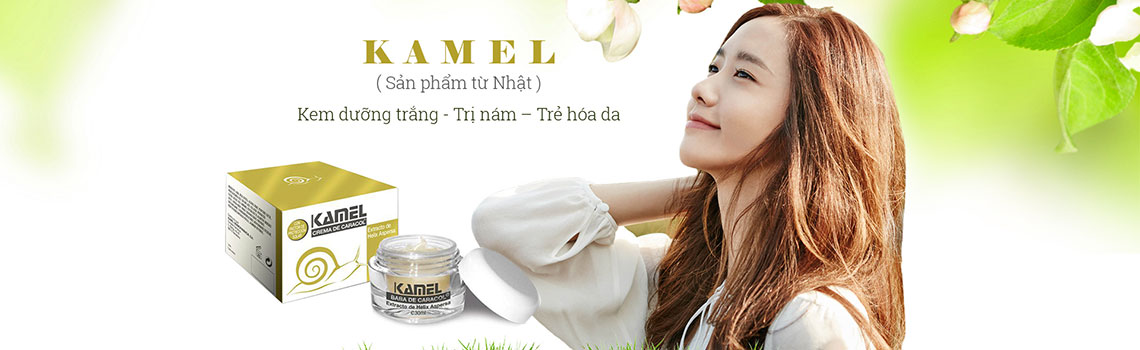 KAMEL
( Sản phẩm từ Nhật )
Kem dưỡng trắng - Trị nám – Trẻ hóa da
KAMEL
CREMA DE CARACOL
Extracto de
Helix Aspersa
KAMEL
BABA DE CARACOL
Extracto de Helix Aspersa